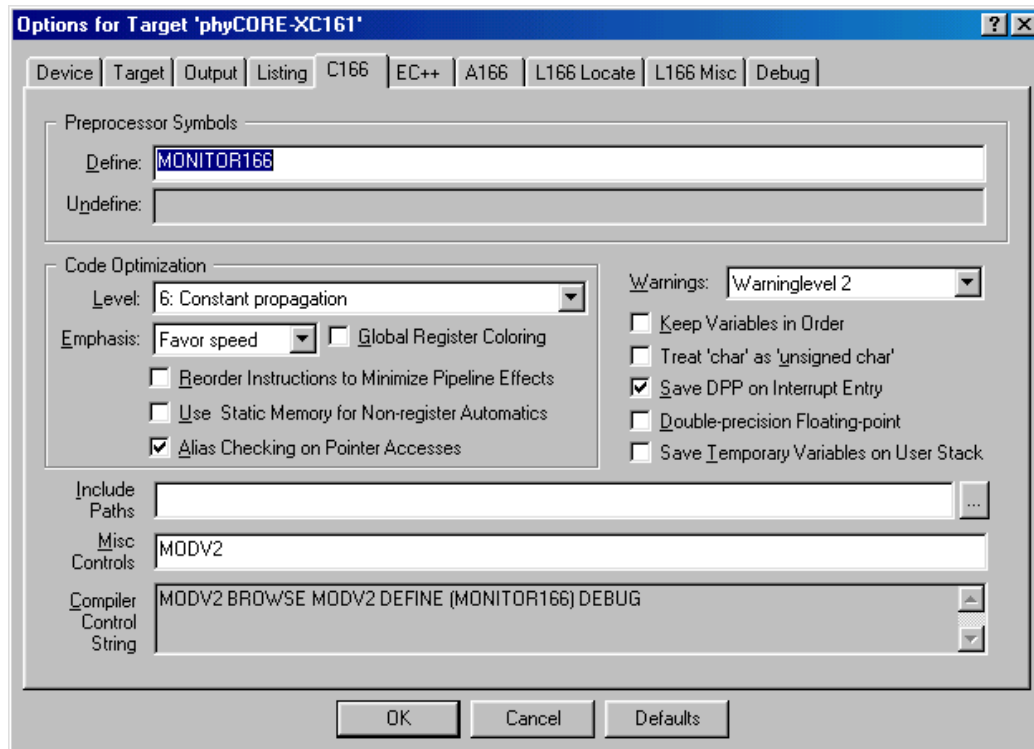 Options for Target 'phyCORE-XC161'
Device Target Output Listing C166 EC++ A166 L166 Locate L166 Misc Debug
Preprocessor Symbols
Define: MONITOR166
Undefine:
Code Optimization
Level: 6: Constant propagation
Emphasis: Favor speed Global Register Coloring
Reorder Instructions to Minimize Pipeline Effects
Use Static Memory for Non-register Automatics
Alias Checking on Pointer Accesses
Warnings: Warninglevel 2
Keep Variables in Order
Treat 'char' as 'unsigned char'
Save DPP on Interrupt Entry
Double-precision Floating-point
Save Temporary Variables on User Stack
Include
Paths
...
Misc
Controls
MODV2
Compiler
Control
String
MODV2 BROWSE MODV2 DEFINE (MONITOR166) DEBUG
OK Cancel Defaults